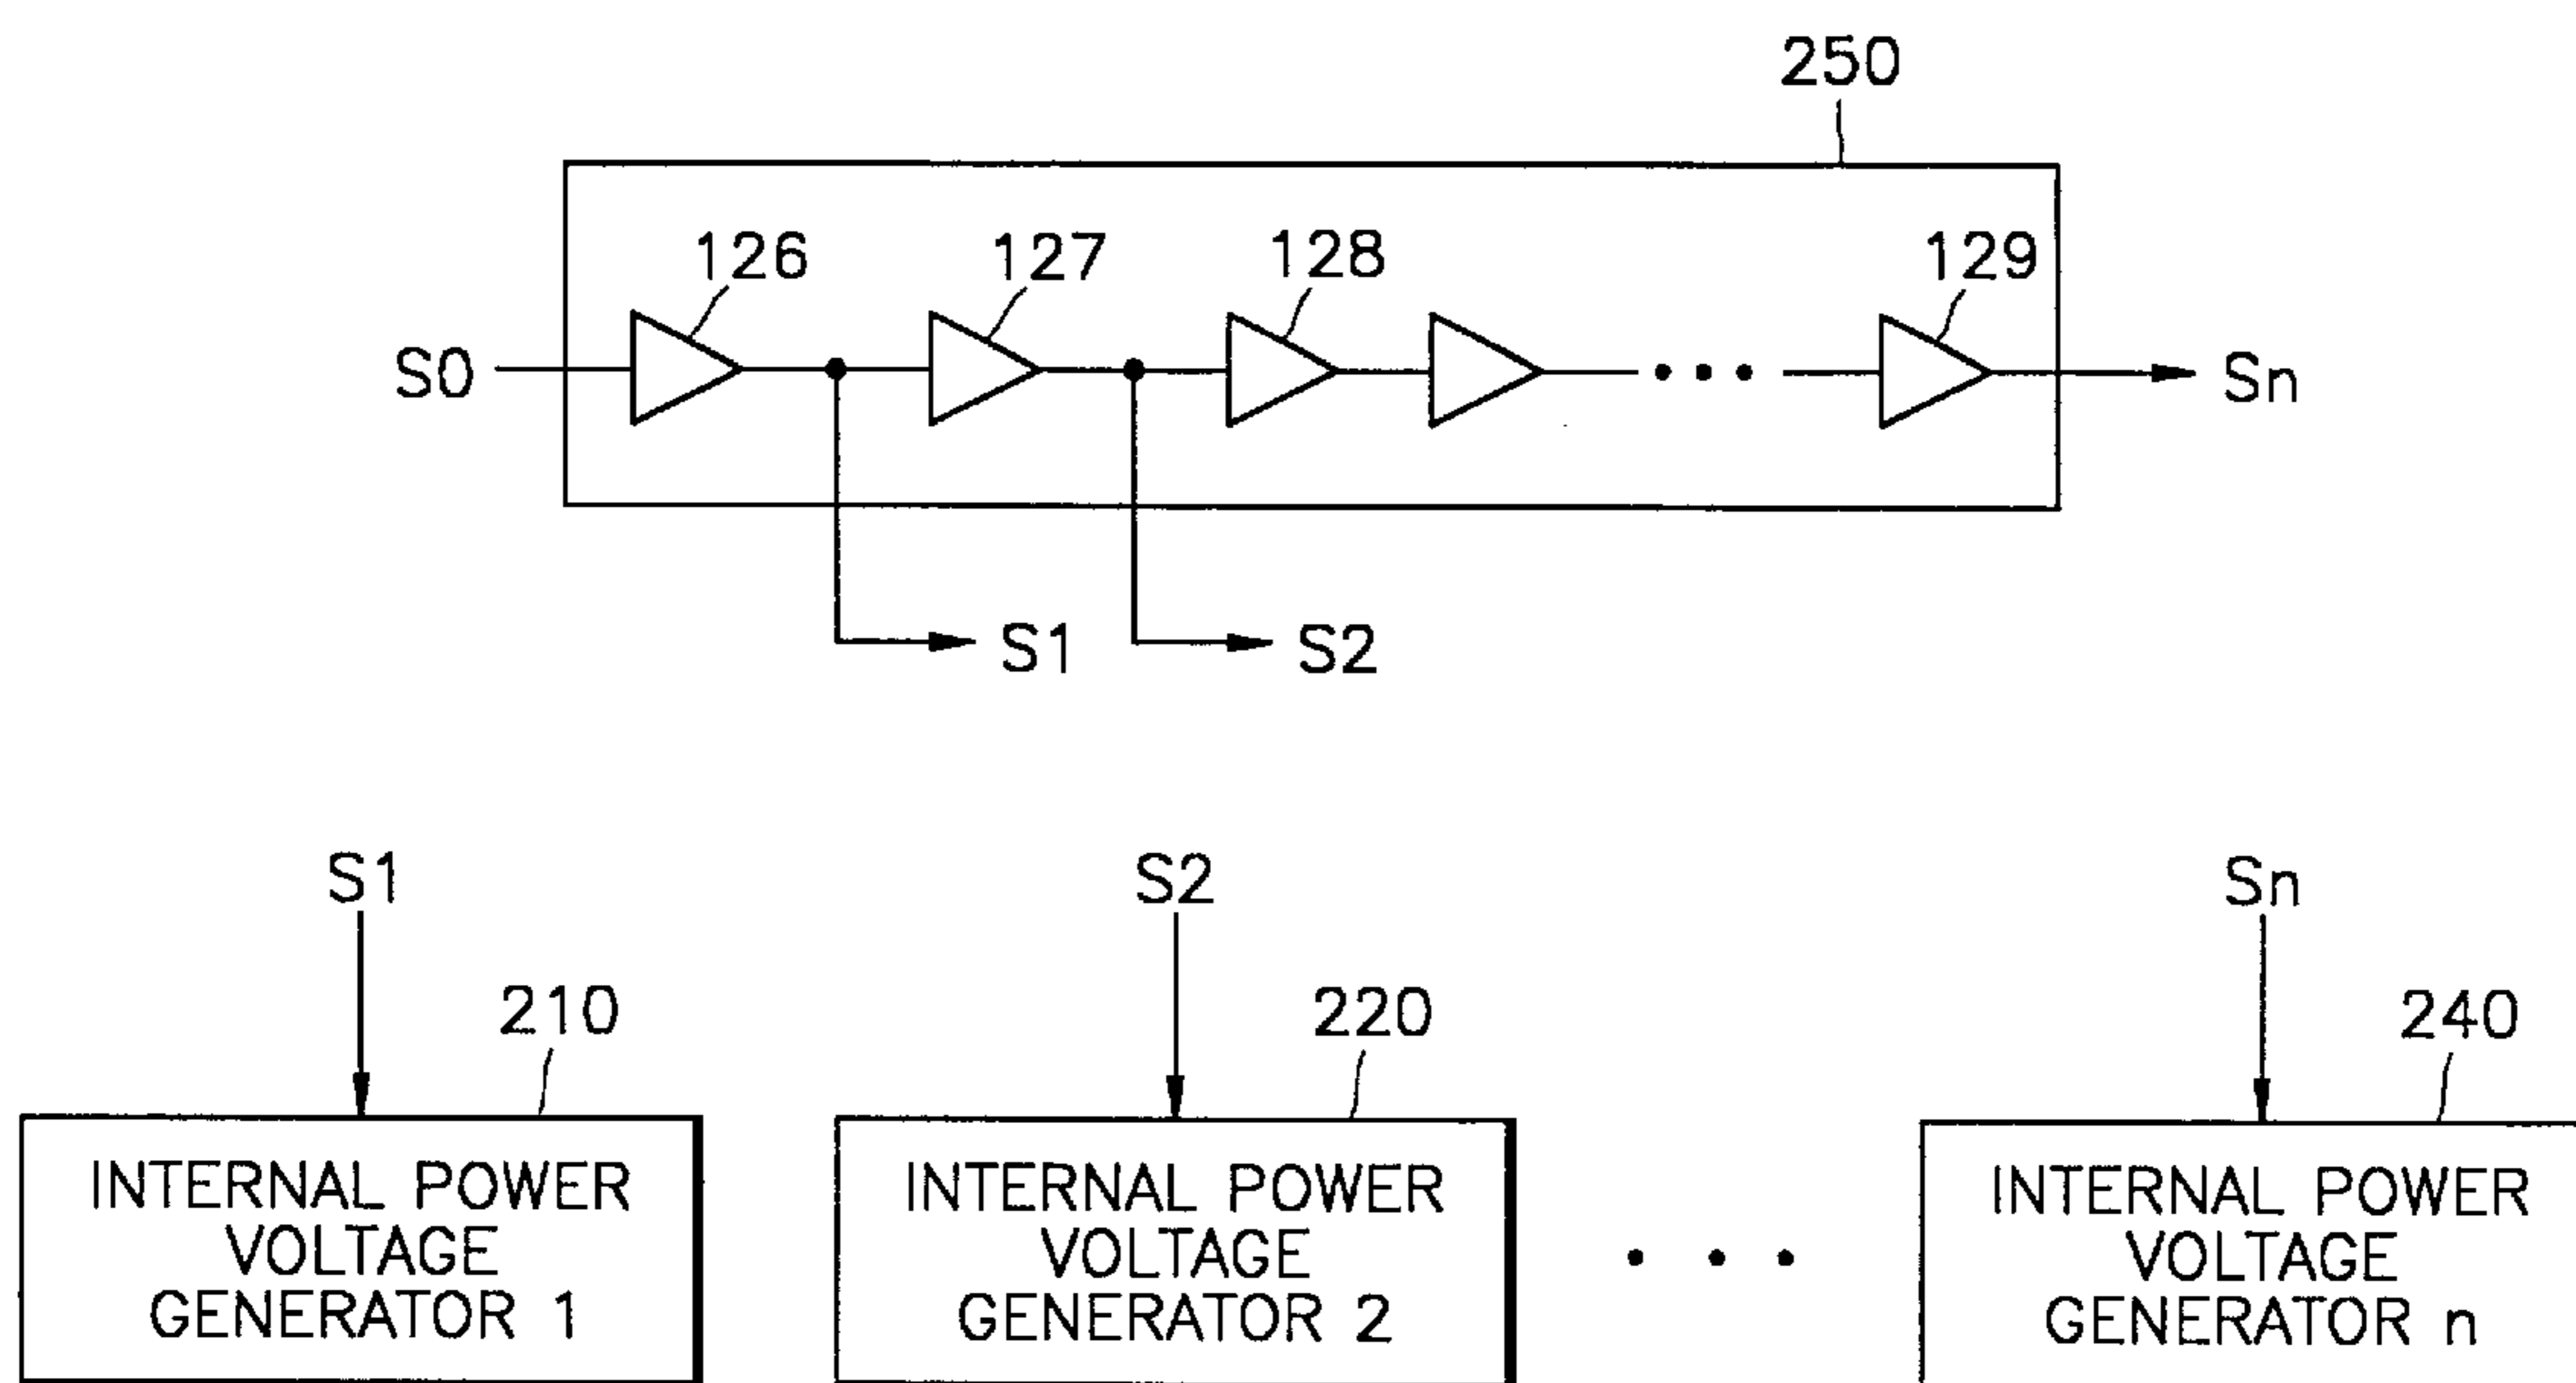 250
126
127
128
129
S0
Sn
S1
S2
S1
S2
Sn
210
220
240
INTERNAL POWER
VOLTAGE
GENERATOR 1
INTERNAL POWER
VOLTAGE
GENERATOR 2
INTERNAL POWER
VOLTAGE
GENERATOR n